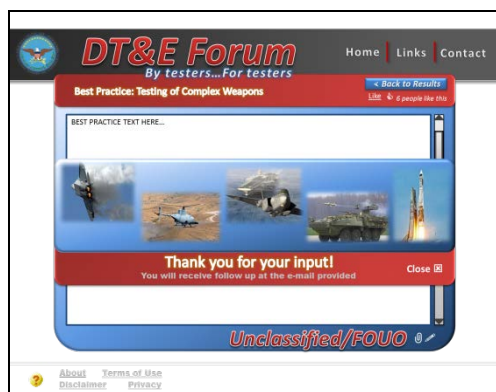 DT&E Forum
Home Links Contact
By testers...For testers
Best Practice: Testing of Complex Weapons
< Back to Results
Like 6 people like this
BEST PRACTICE TEXT HERE...
Thank you for your input!
You will receive follow up at the e-mail provided
Close
Unclassified/FOUO
About Terms of Use
Disclaimer Privacy